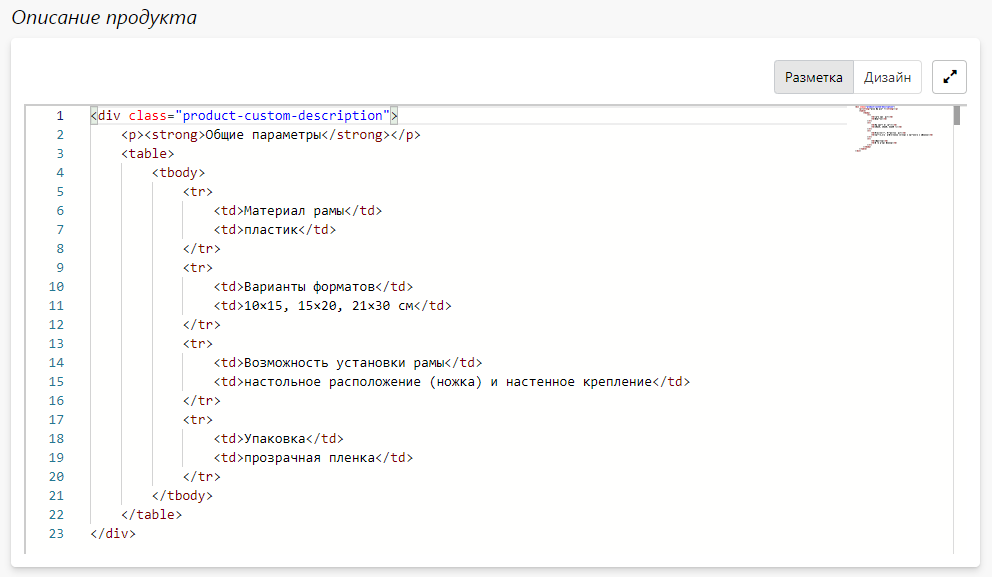 Описание продукта
Разметка Дизайн
1 <div class="product-custom-description">
2 <p><strong>Общие параметры</strong></p>
3 <table>
4 <tbody>
5 <tr>
6 <td>Материал рамы</td>
7 <td>пластик</td>
8 </tr>
9 <tr>
10 <td>Варианты форматов</td>
11 <td>10×15, 15×20, 21×30 см</td>
12 </tr>
13 <tr>
14 <td>Возможность установки рамы</td>
15 <td>настольное расположение (ножка) и настенное крепление</td>
16 </tr>
17 <tr>
18 <td>Упаковка</td>
19 <td>прозрачная пленка</td>
20 </tr>
21 </tbody>
22 </table>
23 </div>